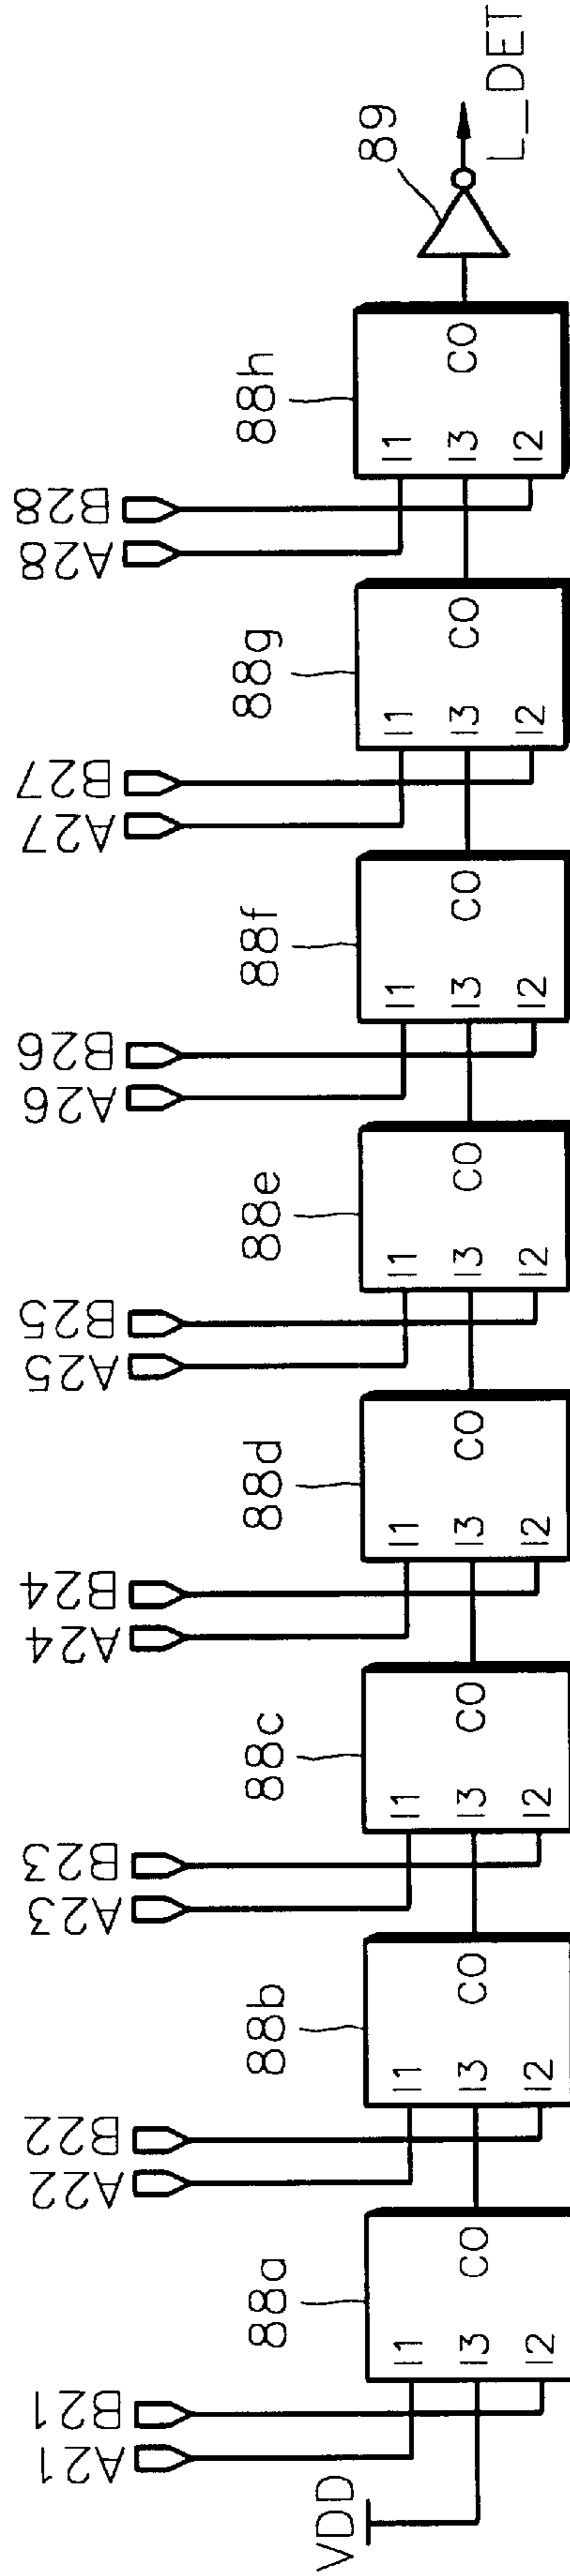 VDD
A21
B21
88a
I1
I3
I2
CO
A22
B22
88b
I1
I3
I2
CO
A23
B23
88c
I1
I3
I2
CO
A24
B24
88d
I1
I3
I2
CO
A25
B25
88e
I1
I3
I2
CO
A26
B26
88f
I1
I3
I2
CO
A27
B27
88g
I1
I3
I2
CO
A28
B28
88h
I1
I3
I2
CO
89
L_DET